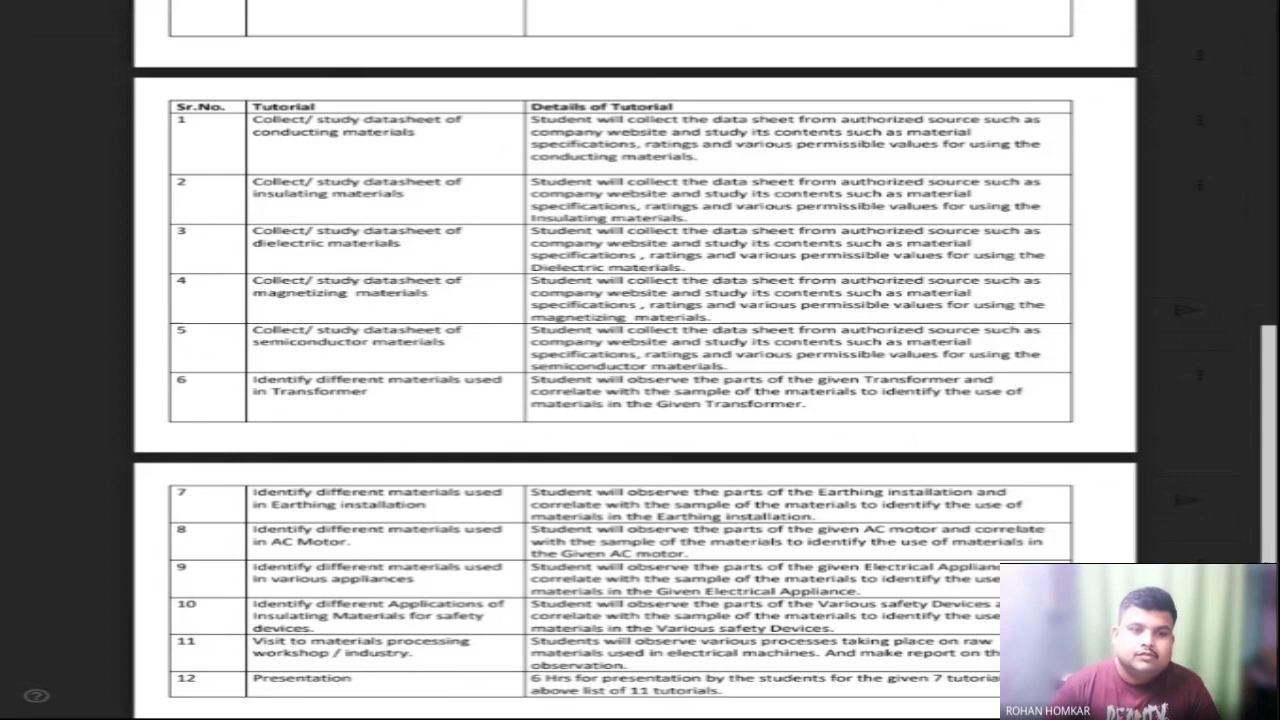 Sr.No. Tutorial Details of Tutorial
1 Collect/ study datasheet of Student will collect the data sheet from authorized source such as
conducting materials company website and study its contents such as material
specifications, ratings and various permissible values for using the
conducting materials.
2 Collect/ study datasheet of Student will collect the data sheet from authorized source such as
insulating materials company website and study its contents such as material
specifications, ratings and various permissible values for using the
Insulating materials.
3 Collect/ study datasheet of Student will collect the data sheet from authorized source such as
dielectric materials company website and study its contents such as material
specifications , ratings and various permissible values for using the
Dielectric materials.
4 Collect/ study datasheet of Student will collect the data sheet from authorized source such as
magnetizing materials company website and study its contents such as material
specifications , ratings and various permissible values for using the
magnetizing materials.
5 Collect/ study datasheet of Student will collect the data sheet from authorized source such as
semiconductor materials company website and study its contents such as material
specifications, ratings and various permissible values for using the
semiconductor materials.
6 Identify different materials used Student will observe the parts of the given Transformer and
in Transformer correlate with the sample of the materials to identify the use of
materials in the Given Transformer.
7 Identify different materials used Student will observe the parts of the Earthing installation and
in Earthing installation correlate with the sample of the materials to identify the use of
materials in the Earthing installation.
8 Identify different materials used Student will observe the parts of the given AC motor and correlate
in AC Motor. with the sample of the materials to identify the use of materials in
the Given AC motor.
9 Identify different materials used Student will observe the parts of the given Electrical
in various appliances correlate with the sample of the materials to identify the use
materials in the Given Electrical Appliance.
10 Identify different Applications of Student will observe the parts of the Various safety Devices
Insulating Materials for safety correlate with the sample of the materials to identify the use
devices. materials in the Various safety Devices.
11 Visit to materials processing Students will observe various processes taking place on raw
workshop / industry. materials used in electrical machines. And make report on
observation.
12 Presentation 6 Hrs for presentation by the students for the given 7
above list of 11 tutorials.
ROHAN HOMKAR